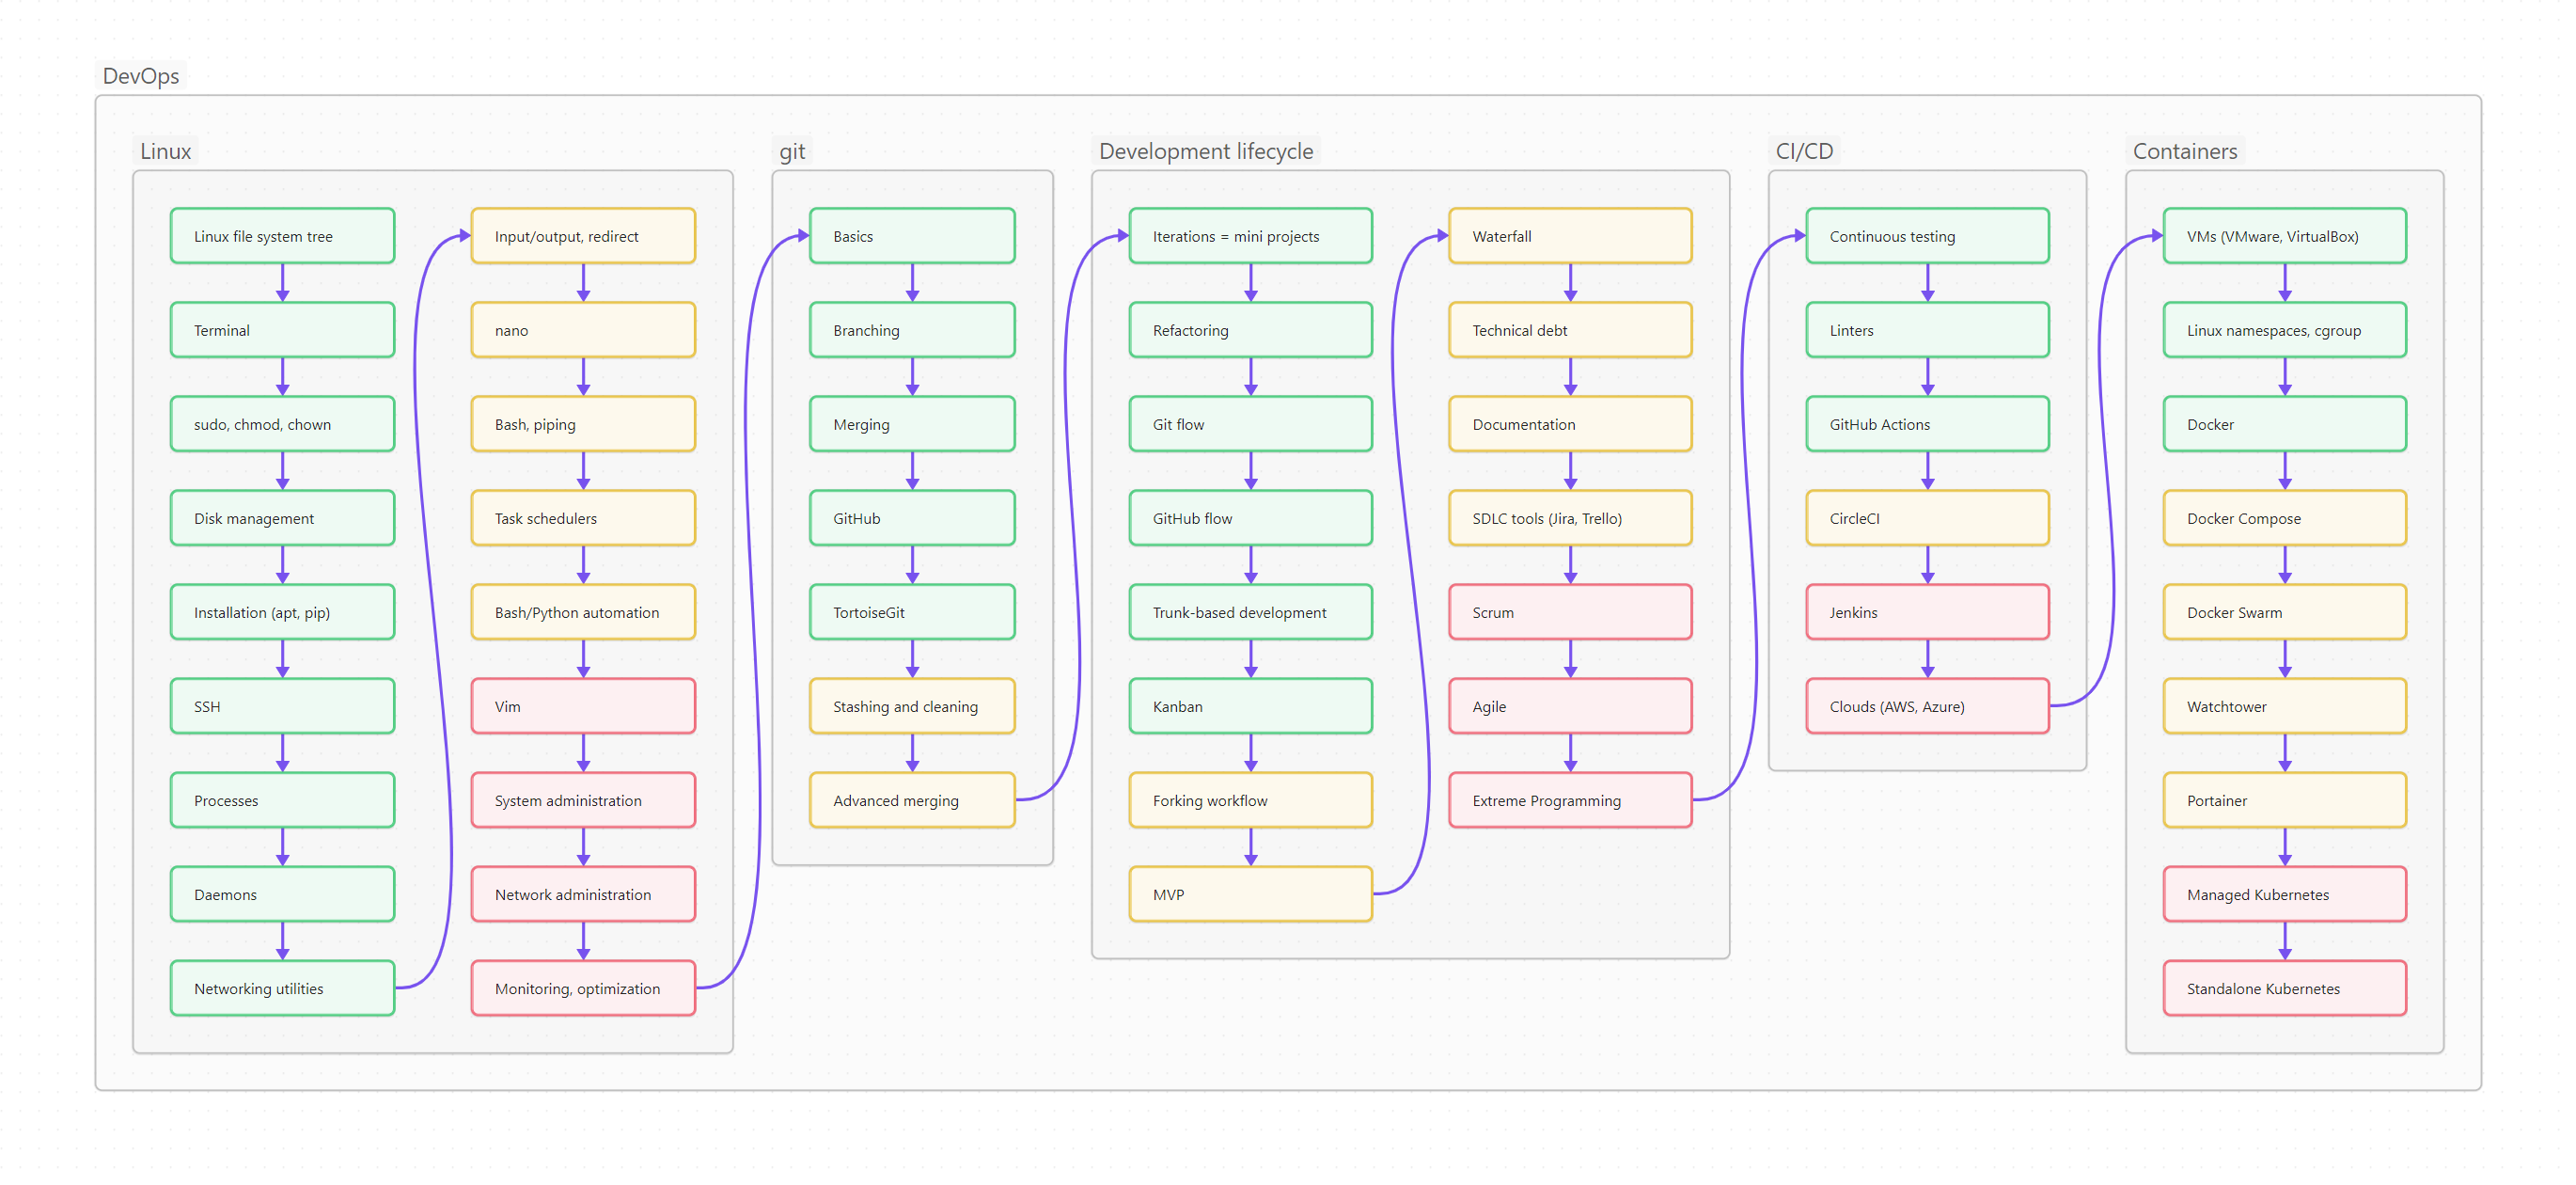 DevOps
Linux
Linux file system tree
Terminal
sudo, chmod, chown
Disk management
Installation (apt, pip)
SSH
Processes
Daemons
Networking utilities
Input/output, redirect
nano
Bash, piping
Task schedulers
Bash/Python automation
Vim
System administration
Network administration
Monitoring, optimization
git
Basics
Branching
Merging
GitHub
TortoiseGit
Stashing and cleaning
Advanced merging
Development lifecycle
Iterations = mini projects
Refactoring
Git flow
GitHub flow
Trunk-based development
Kanban
Forking workflow
MVP
Waterfall
Technical debt
Documentation
SDLC tools (Jira, Trello)
Scrum
Agile
Extreme Programming
CI/CD
Continuous testing
Linters
GitHub Actions
CircleCI
Jenkins
Clouds (AWS, Azure)
Containers
VMs (VMware, VirtualBox)
Linux namespaces, cgroup
Docker
Docker Compose
Docker Swarm
Watchtower
Portainer
Managed Kubernetes
Standalone Kubernetes